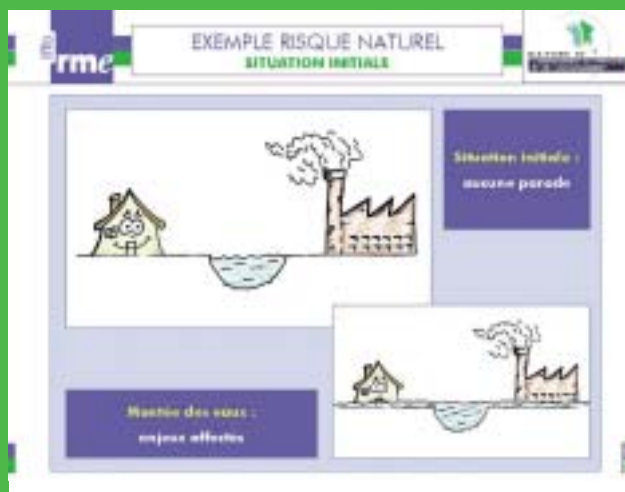 rme
EXEMPLE RISQUE NATUREL
SITUATION INITIALE
Situation initiale :
aucune parade
Montée des eaux :
enjeux affectés